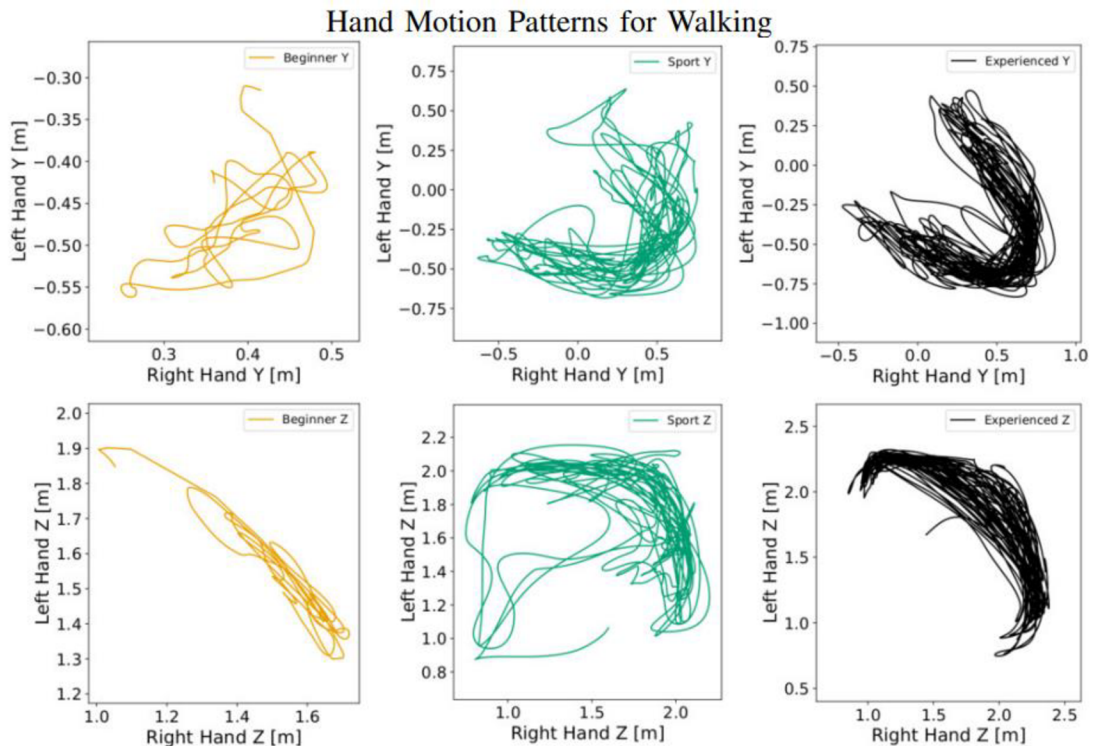 Hand Motion Patterns for Walking
Beginner Y
−0.30
−0.35
−0.40
−0.45
−0.50
−0.55
−0.60
Left Hand Y [m]
0.3 0.4 0.5
Right Hand Y [m]
Sport Y
0.75
0.50
0.25
0.00
−0.25
−0.50
−0.75
Left Hand Y [m]
−0.5 0.0 0.5
Right Hand Y [m]
Experienced Y
0.75
0.50
0.25
0.00
−0.25
−0.50
−0.75
−1.00
Left Hand Y [m]
−0.5 0.0 0.5 1.0
Right Hand Y [m]
Beginner Z
2.0
1.9
1.8
1.7
1.6
1.5
1.4
1.3
1.2
Left Hand Z [m]
1.0 1.2 1.4 1.6
Right Hand Z [m]
Sport Z
2.2
2.0
1.8
1.6
1.4
1.2
1.0
0.8
Left Hand Z [m]
1.0 1.5 2.0
Right Hand Z [m]
Experienced Z
2.5
2.0
1.5
1.0
0.5
Left Hand Z [m]
1.0 1.5 2.0 2.5
Right Hand Z [m]